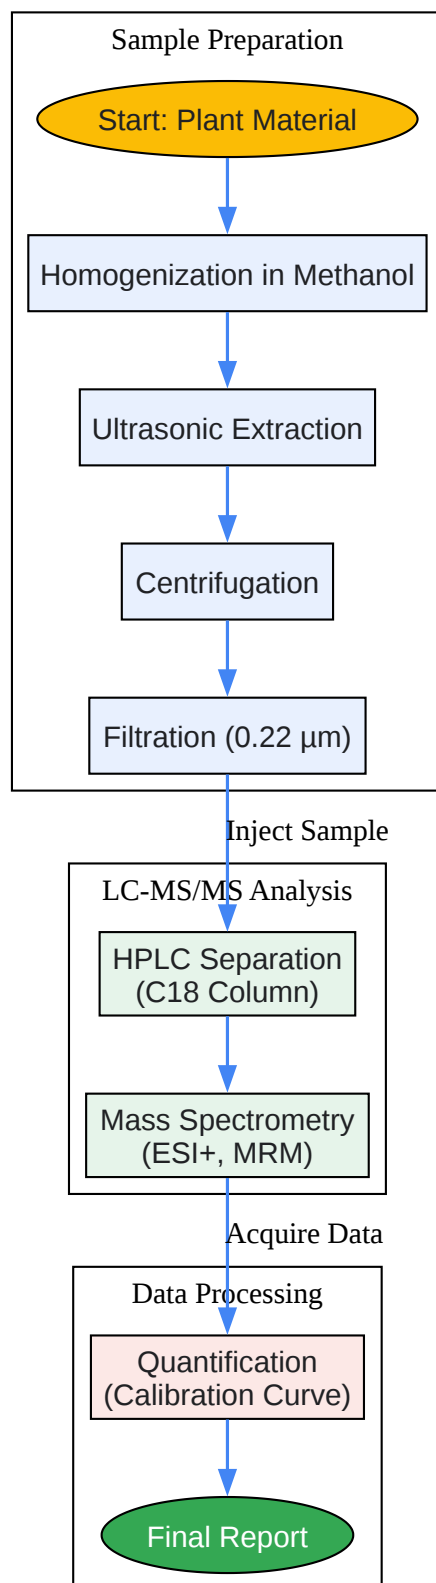 Sample Preparation
Start: Plant Material
Homogenization in Methanol
Ultrasonic Extraction
Centrifugation
Filtration (0.22 µm)
Inject Sample
LC-MS/MS Analysis
HPLC Separation
(C18 Column)
Mass Spectrometry
(ESI+, MRM)
Acquire Data
Data Processing
Quantification
(Calibration Curve)
Final Report